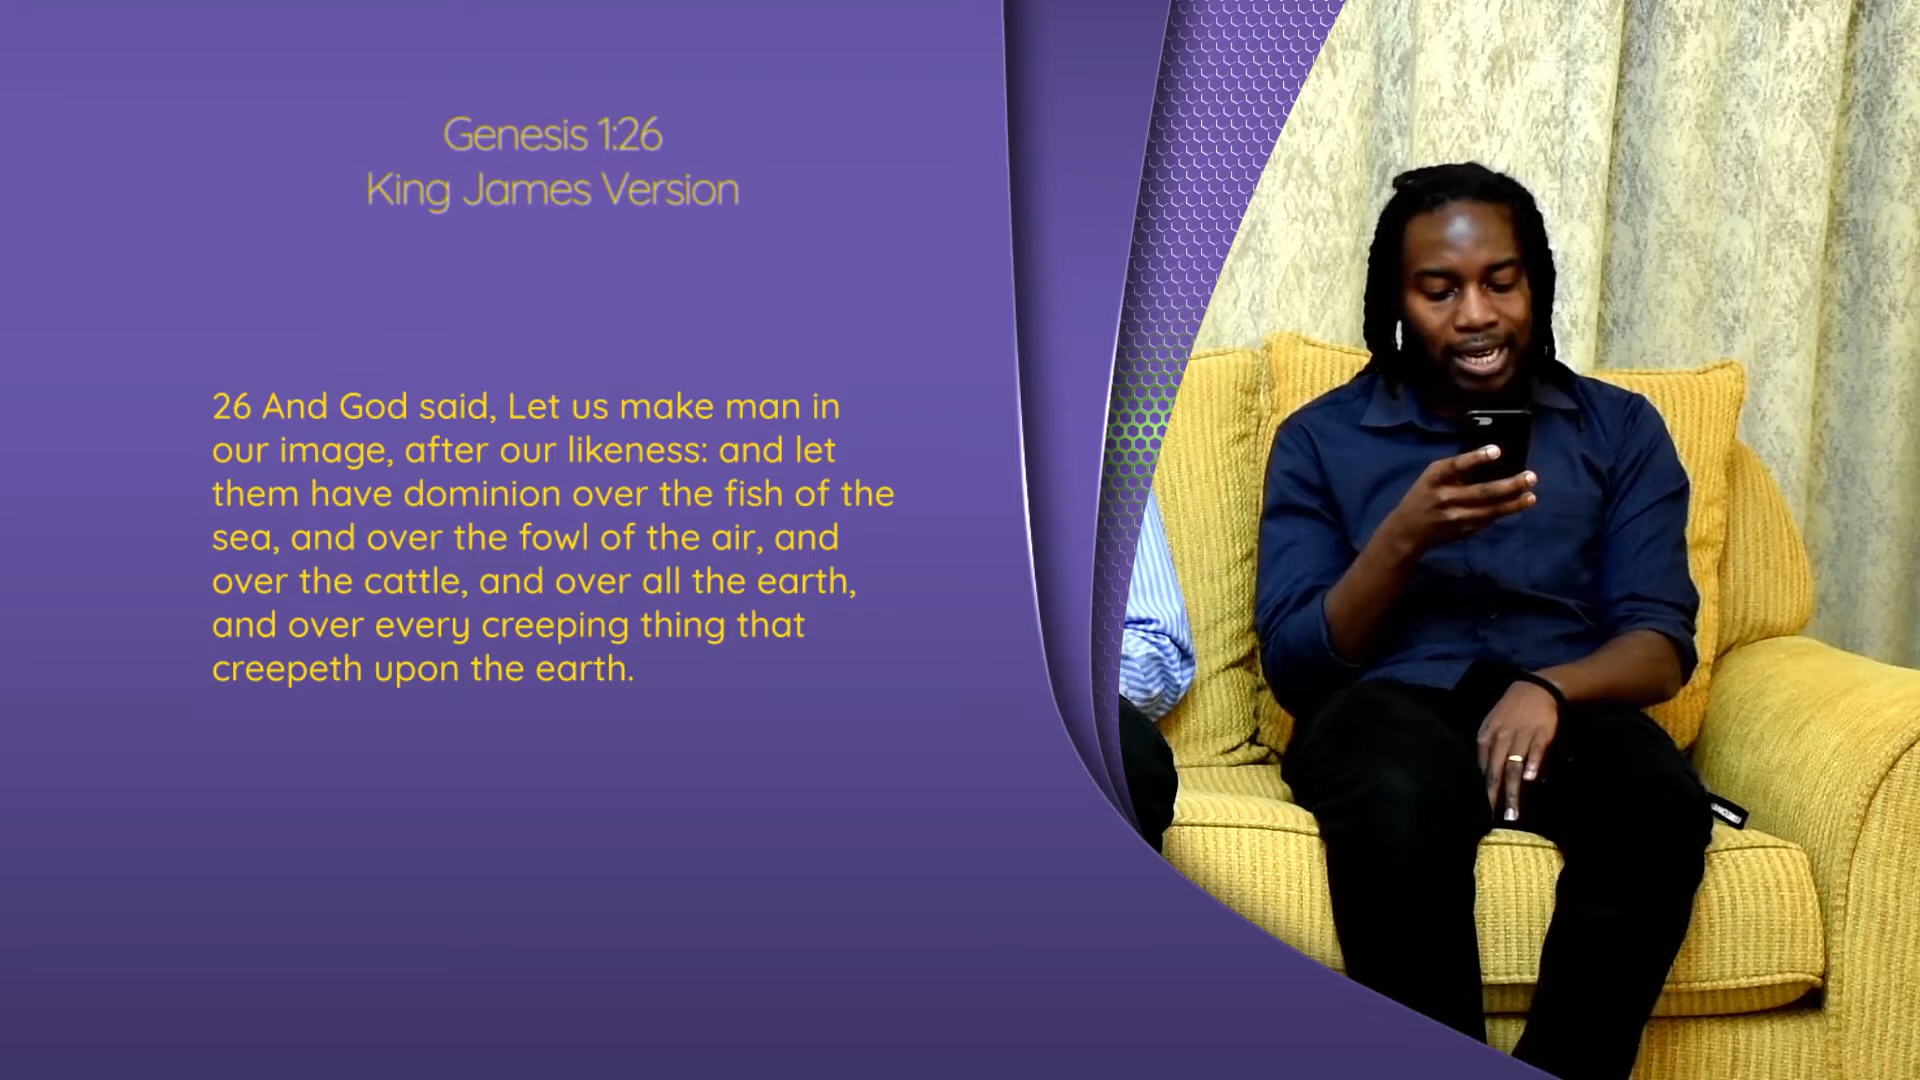 Genesis 1:26
King James Version
26 And God said, Let us make man in
our image, after our likeness: and let
them have dominion over the fish of the
sea, and over the fowl of the air, and
over the cattle, and over all the earth,
and over every creeping thing that
creepeth upon the earth.